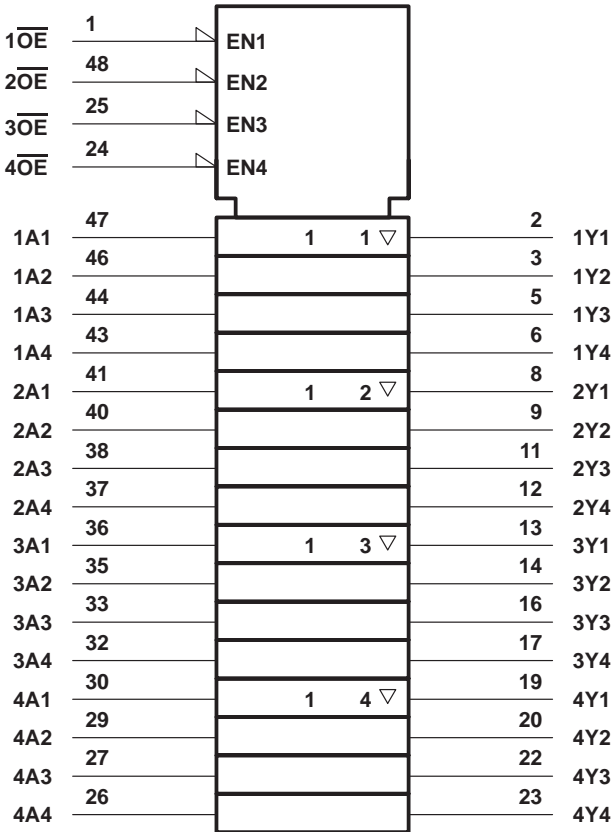 1O̅E̅ 1 EN1
2O̅E̅ 48 EN2
3O̅E̅ 25 EN3
4O̅E̅ 24 EN4
1A1 47 1 1 ▽ 2 1Y1
1A2 46 3 1Y2
1A3 44 5 1Y3
1A4 43 6 1Y4
2A1 41 1 2 ▽ 8 2Y1
2A2 40 9 2Y2
2A3 38 11 2Y3
2A4 37 12 2Y4
3A1 36 1 3 ▽ 13 3Y1
3A2 35 14 3Y2
3A3 33 16 3Y3
3A4 32 17 3Y4
4A1 30 1 4 ▽ 19 4Y1
4A2 29 20 4Y2
4A3 27 22 4Y3
4A4 26 23 4Y4